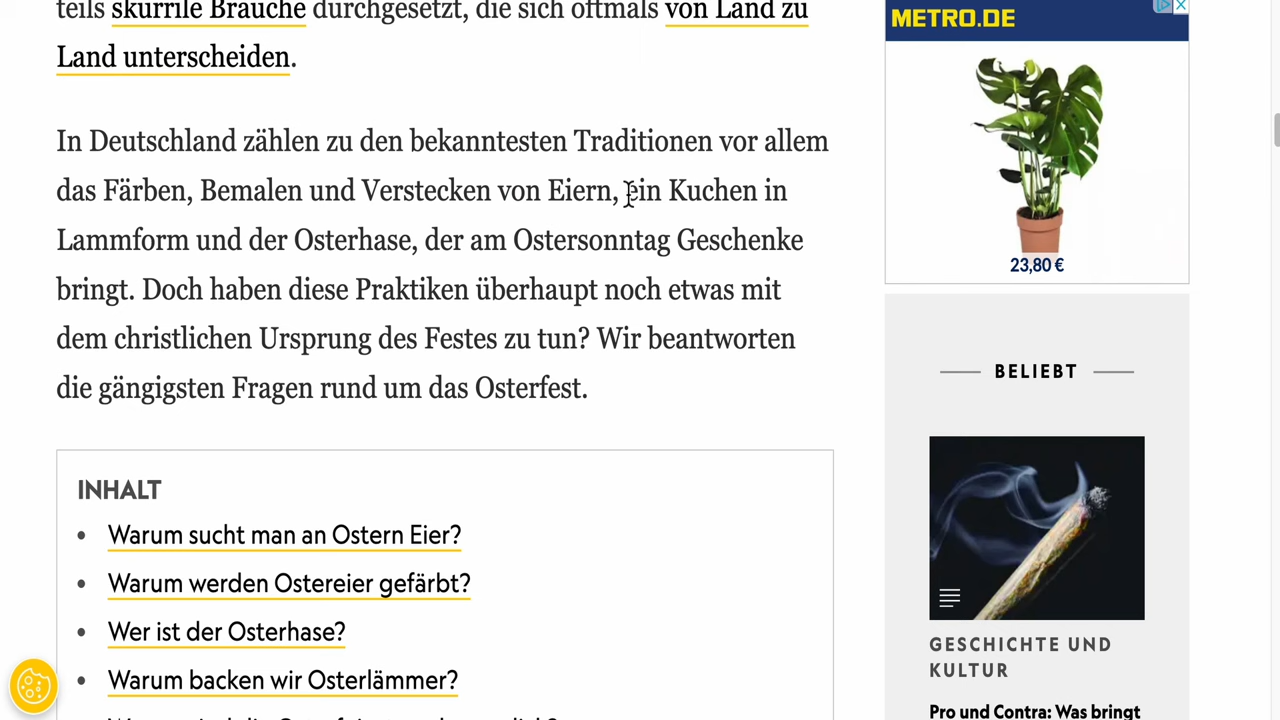 teils skurrile Bräuche durchgesetzt, die sich oftmals von Land zu
Land unterscheiden.
In Deutschland zählen zu den bekanntesten Traditionen vor allem
das Färben, Bemalen und Verstecken von Eiern, ein Kuchen in
Lammform und der Osterhase, der am Ostersonntag Geschenke
bringt. Doch haben diese Praktiken überhaupt noch etwas mit
dem christlichen Ursprung des Festes zu tun? Wir beantworten
die gängigsten Fragen rund um das Osterfest.
INHALT
• Warum sucht man an Ostern Eier?
• Warum werden Ostereier gefärbt?
• Wer ist der Osterhase?
• Warum backen wir Osterlämmer?
METRO.DE
23,80 €
BELIEBT
GESCHICHTE UND
KULTUR
Pro und Contra: Was bringt